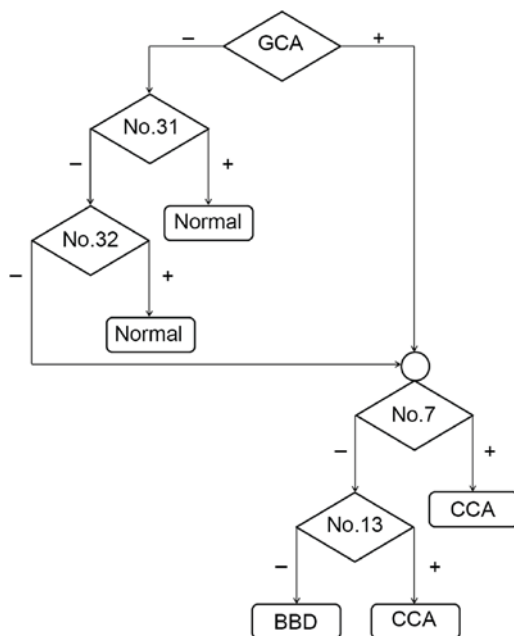 − GCA +
No.31
− +
Normal
No.32
− +
Normal
No.7
− +
CCA
No.13
− +
BBD CCA